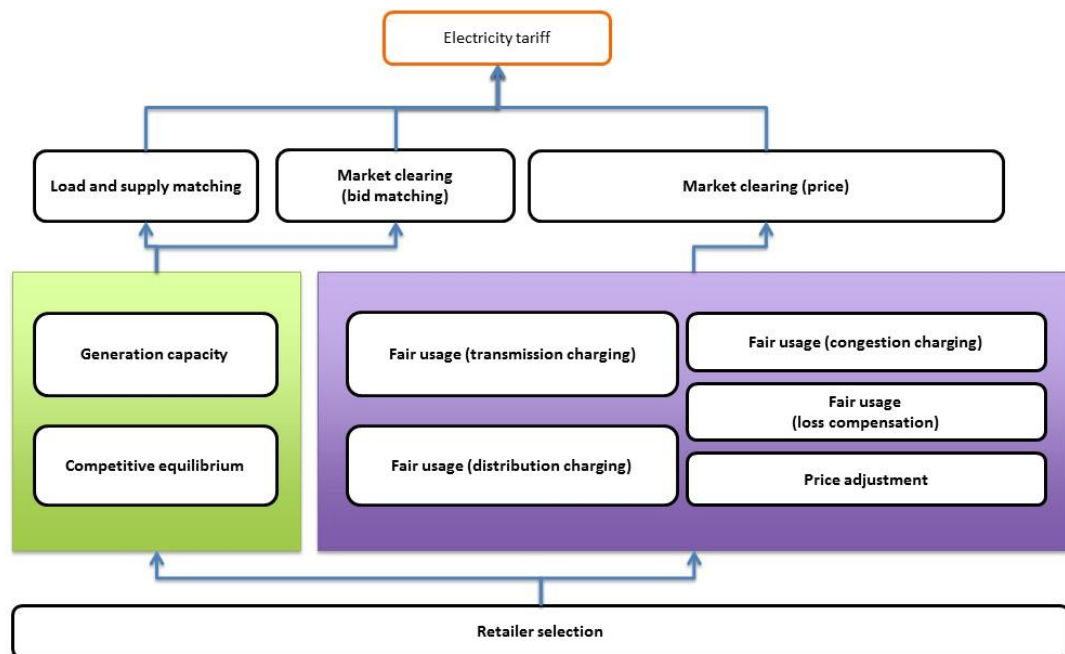 Electricity tariff
Load and supply matching
Market clearing
(bid matching)
Market clearing (price)
Generation capacity
Competitive equilibrium
Fair usage (transmission charging)
Fair usage (distribution charging)
Fair usage (congestion charging)
Fair usage
(loss compensation)
Price adjustment
Retailer selection